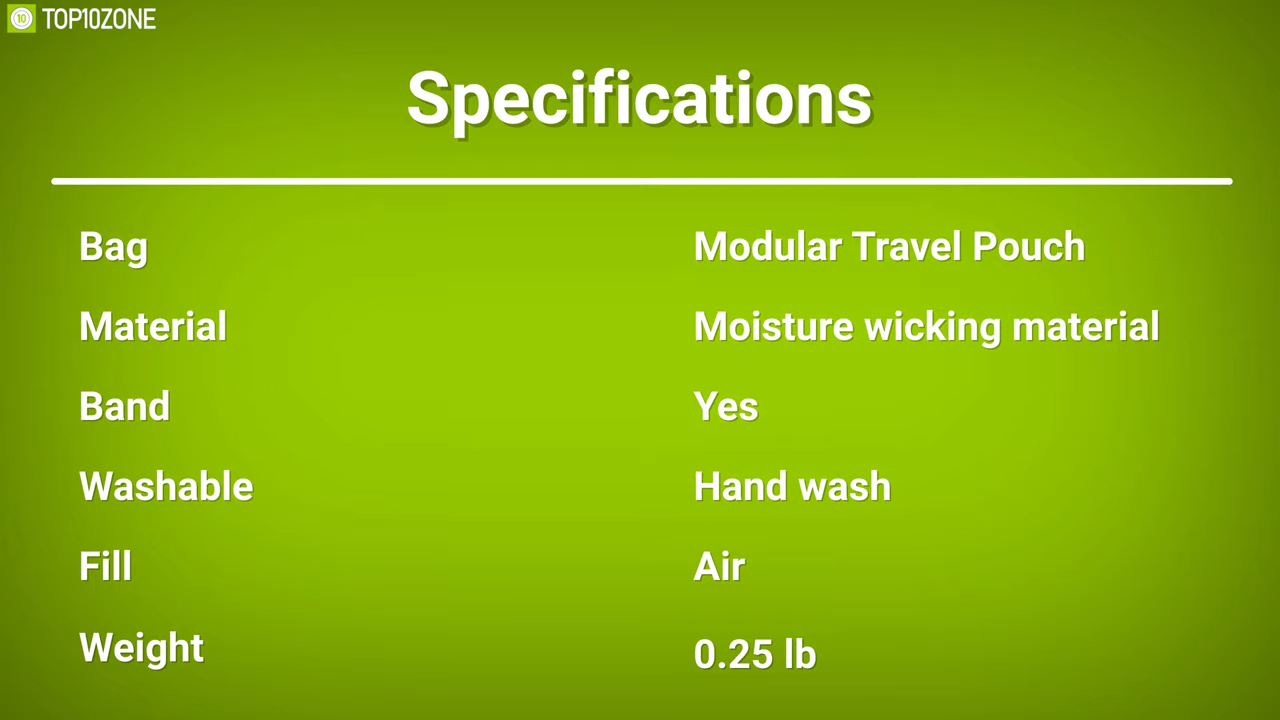 10 TOP10ZONE
Specifications
Bag Modular Travel Pouch
Material Moisture wicking material
Band Yes
Washable Hand wash
Fill Air
Weight 0.25 lb